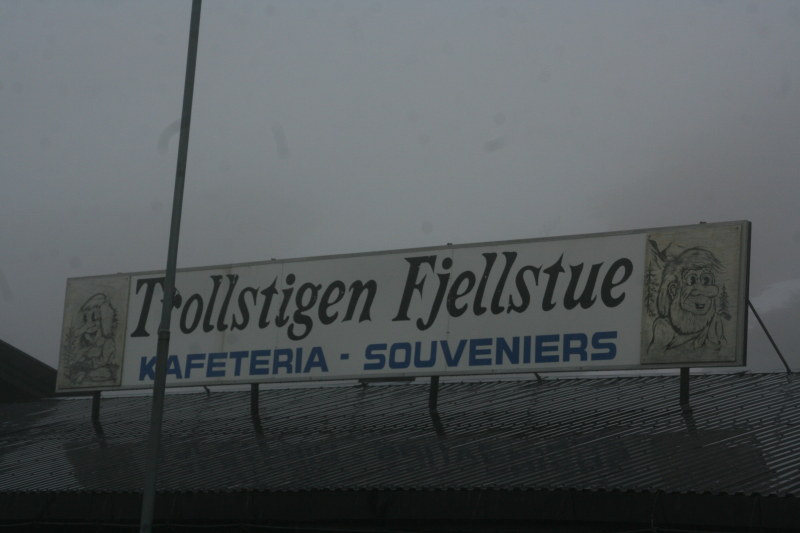 Trollstigen Fjellstue
KAFETERIA - SOUVENIERS